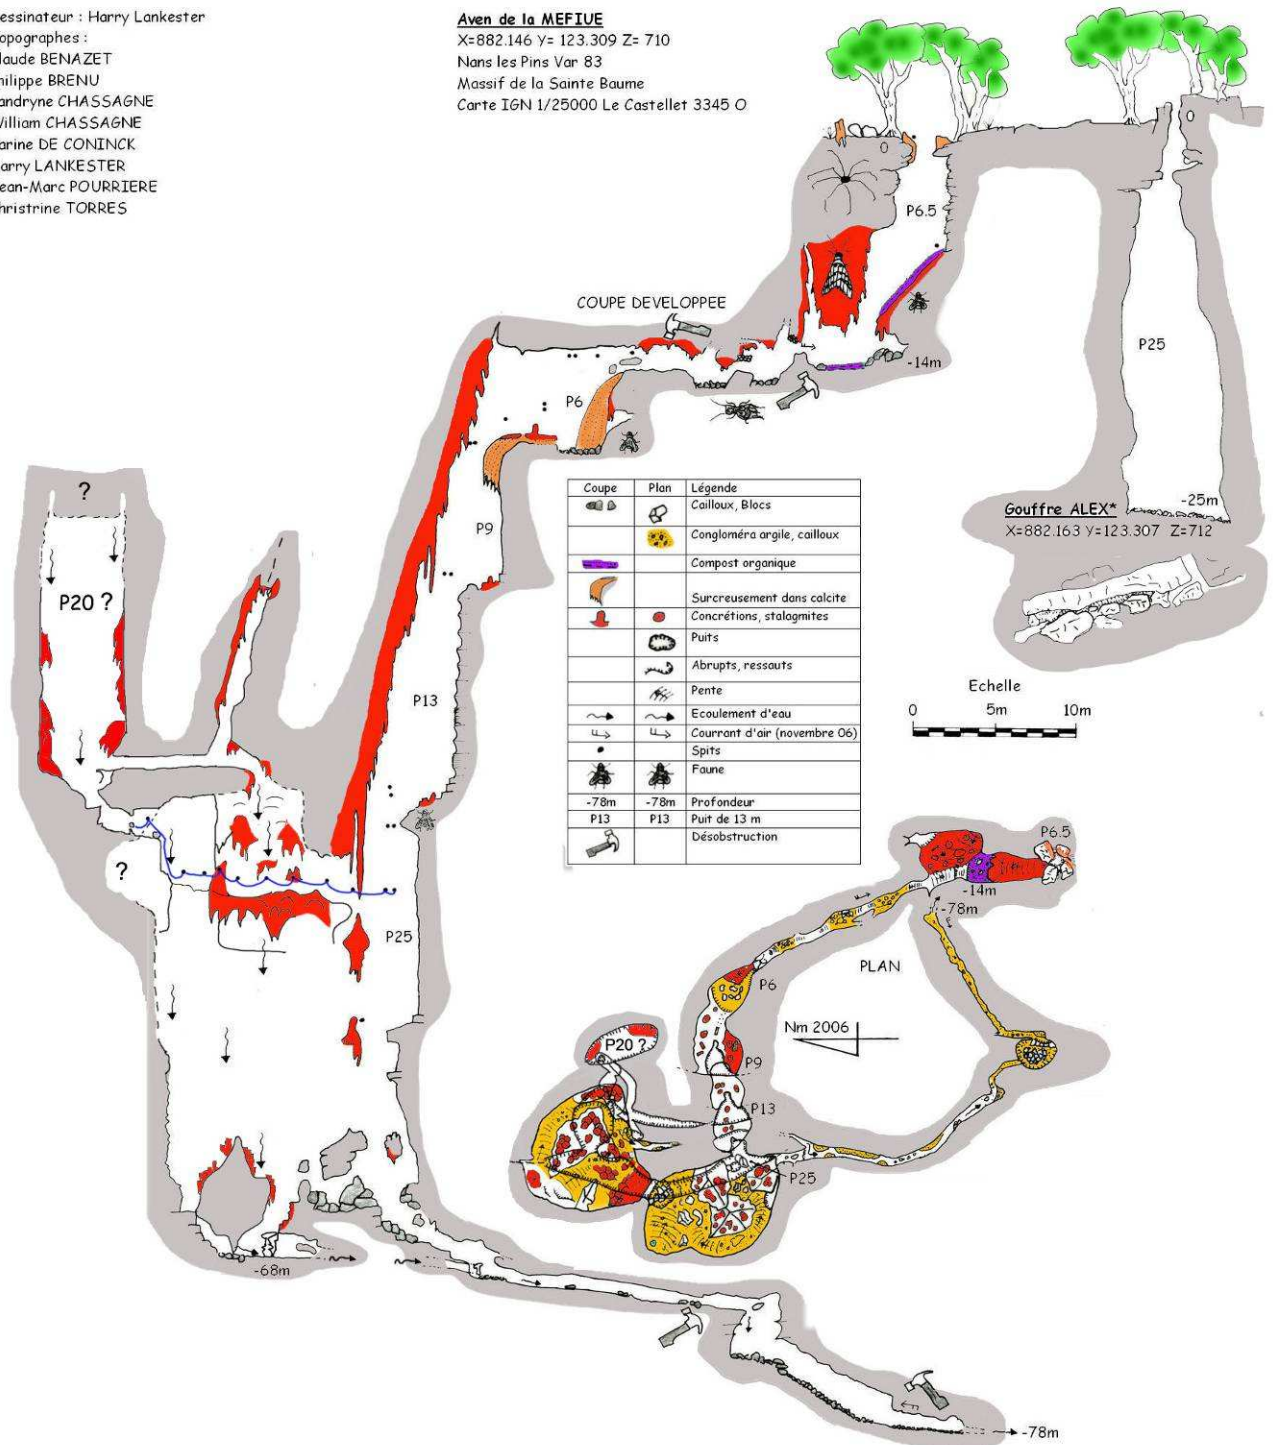 essinateur : Harry Lankester
opographes :
laude BENAZET
hilippe BRENU
andryne CHASSAGNE
William CHASSAGNE
arine DE CONINCK
arry LANKESTER
ean-Marc POURRIERE
hristrine TORRES
Aven de la MEFIUE
X=882.146 Y= 123.309 Z= 710
Nans les Pins Var 83
Massif de la Sainte Baume
Carte IGN 1/25000 Le Castellet 3345 O
P6.5
COUPE DEVELOPPEE
-14m
P25
P6
-25m
Gouffre ALEX*
X=882.163 Y=123.307 Z=712
?
P9
P20 ?
P13
?
P25
-68m
-78m
Coupe Plan Légende
Cailloux, Blocs
Congloméra argile, cailloux
Compost organique
Surcreusement dans calcite
Concrétions, stalagmites
Puits
Abrupts, ressauts
Pente
Ecoulement d'eau
Courrant d'air (novembre 06)
Spits
Faune
-78m -78m Profondeur
P13 P13 Puit de 13 m
Désobstruction
Echelle
0 5m 10m
P6.5
-14m
-78m
PLAN
P6
Nm 2006
P20 ?
P9
P13
P25